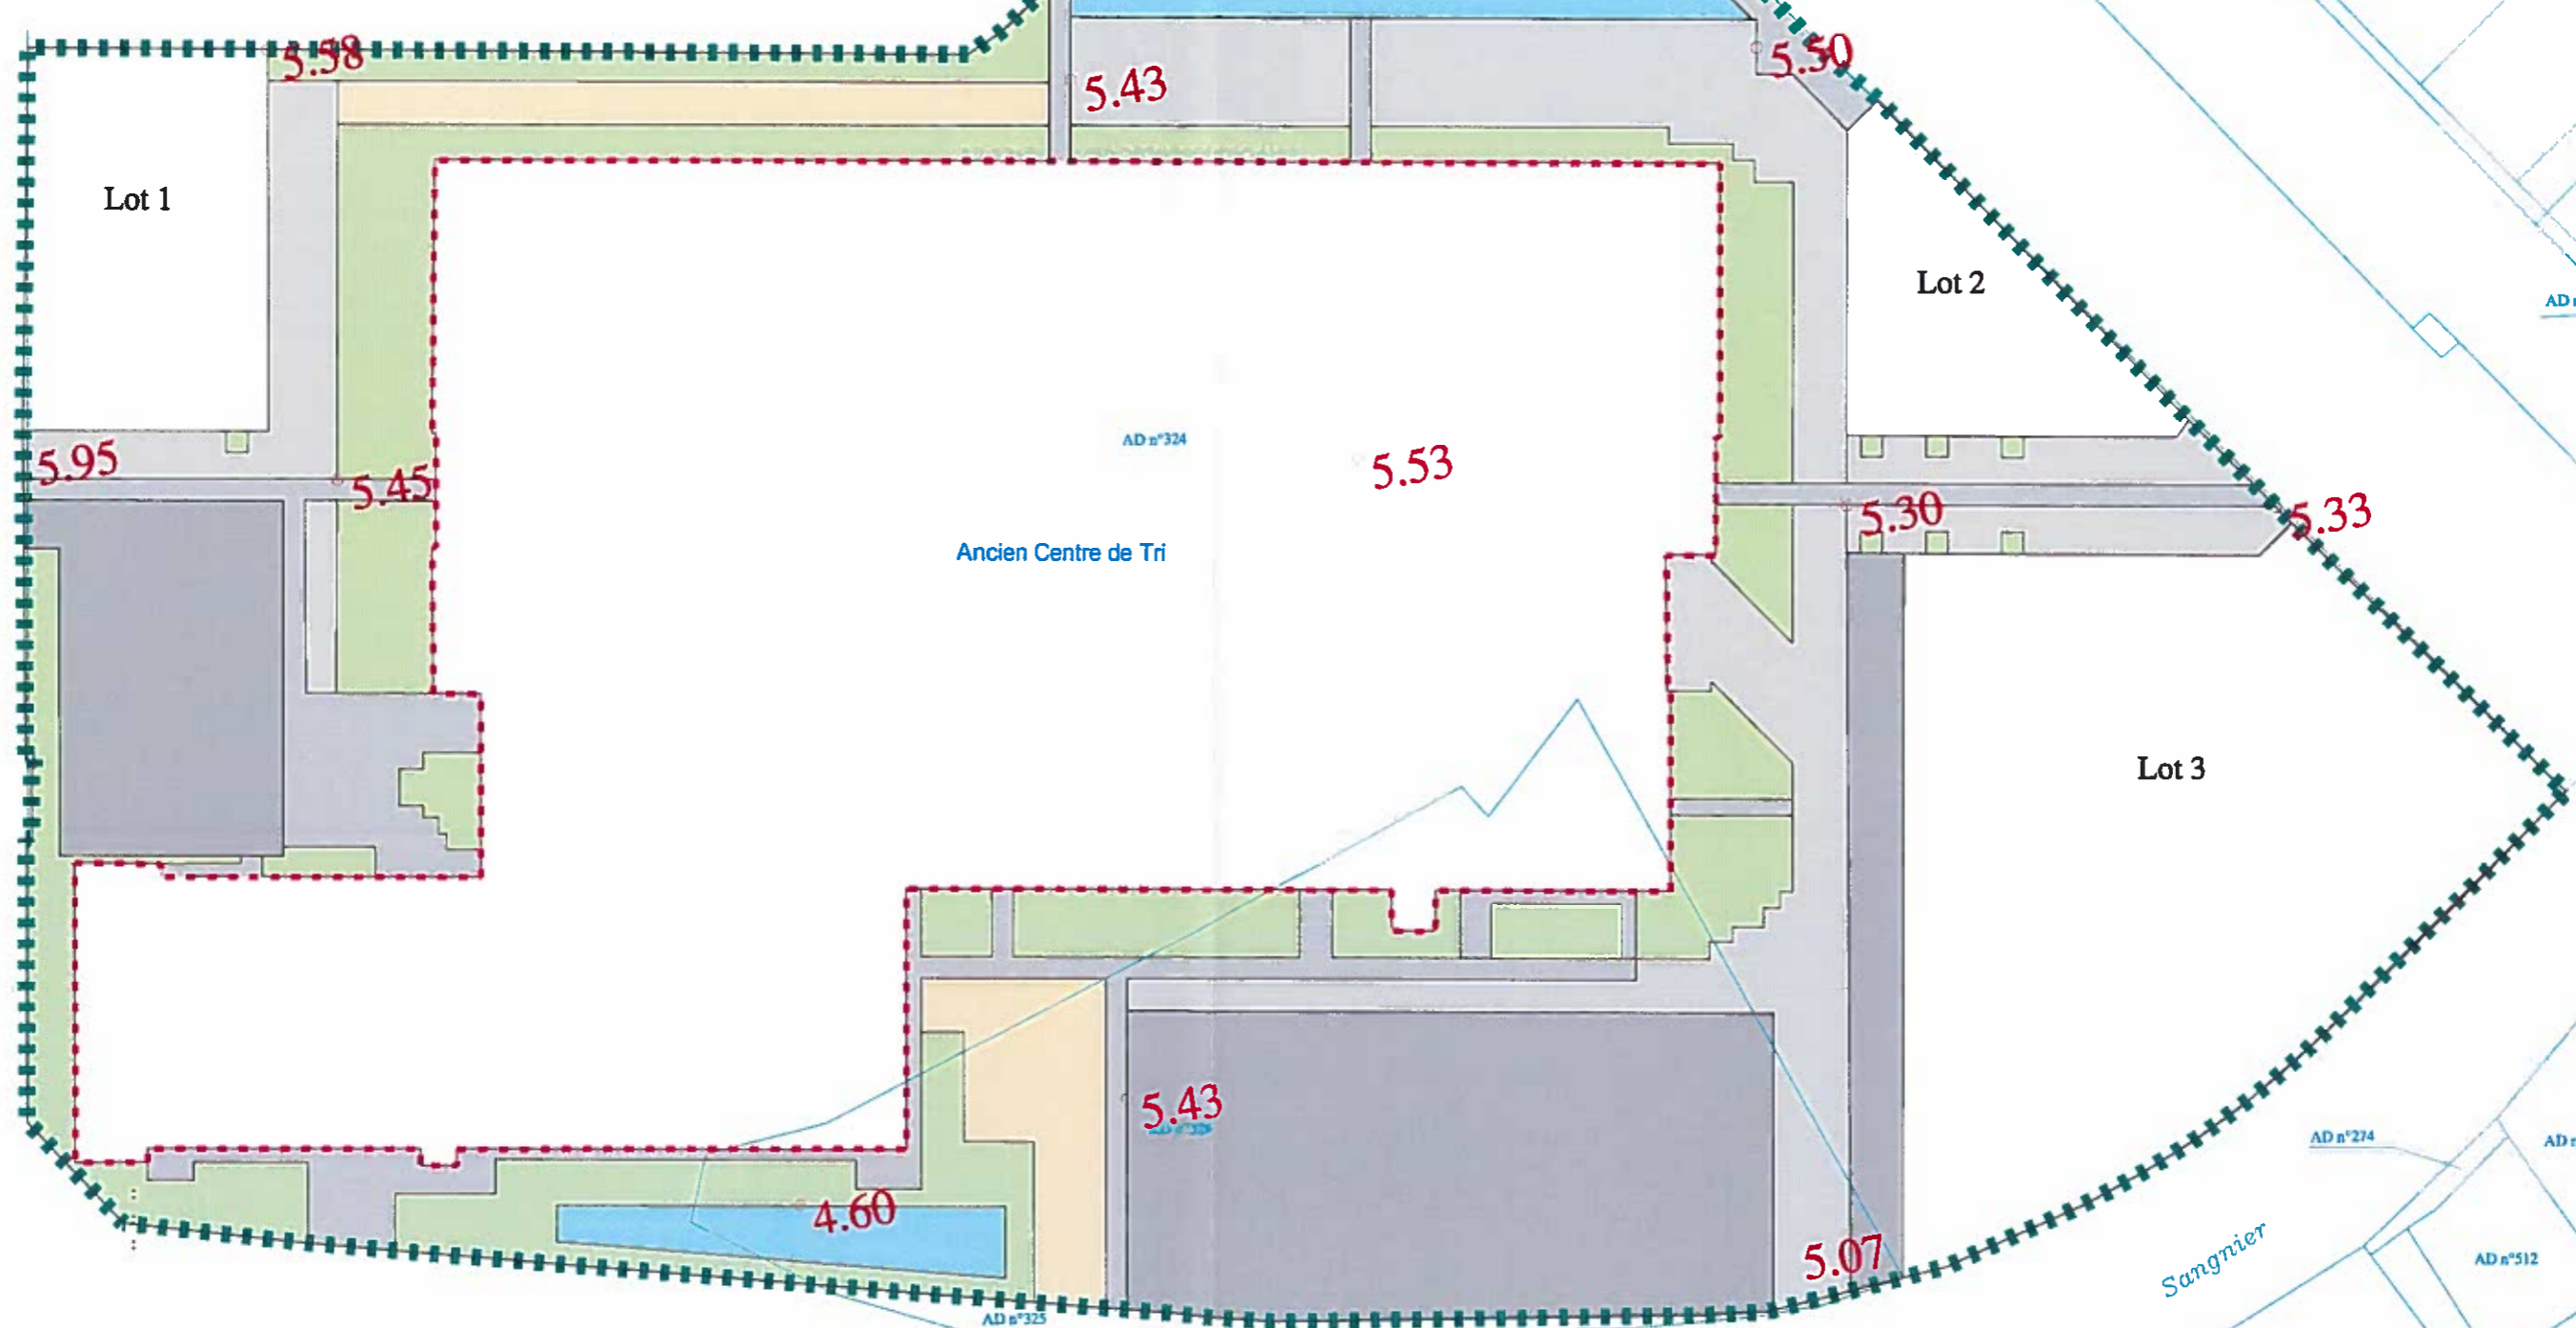 5.58
5.50
5.43
Lot 1
Lot 2
AD n°324
5.95
5.45
5.53
5.30
5.33
Ancien Centre de Tri
Lot 3
5.43
AD n°274
4.60
5.07
Sangnier
AD n°512
AD n°325